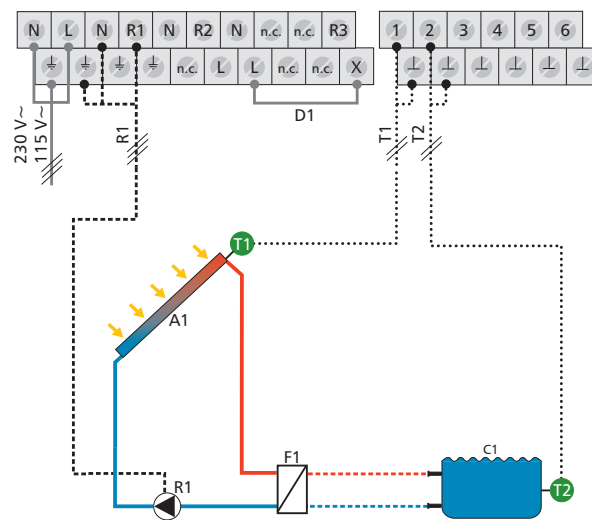 N L N R1 N R2 N n.c. n.c. R3
n.c. L L n.c. n.c. X
1 2 3 4 5 6
D1
230 V~
115 V~
R1
T1
T2
T1
A1
F1
C1
R1
T2